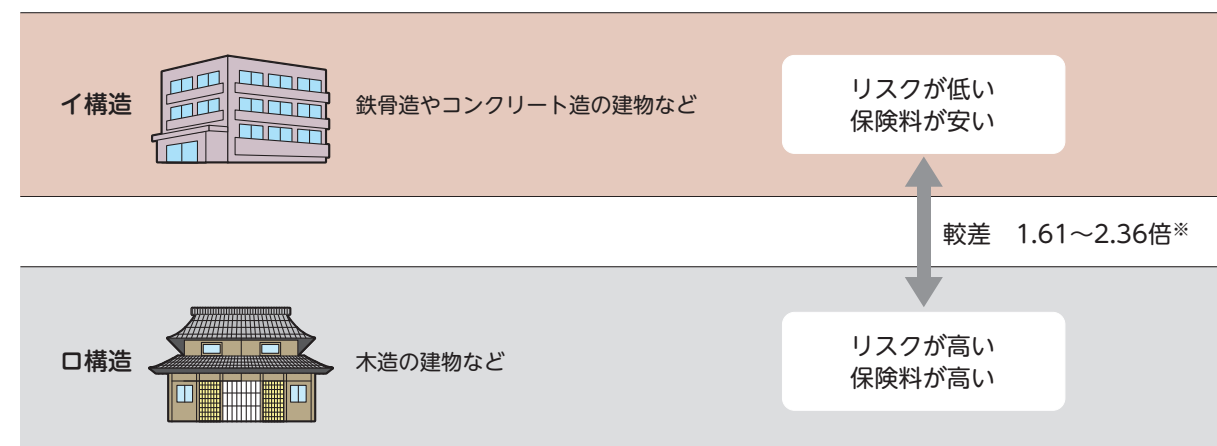 イ構造
鉄骨造やコンクリート造の建物など
リスクが低い
保険料が安い
較差　1.61～2.36倍※
ロ構造
木造の建物など
リスクが高い
保険料が高い